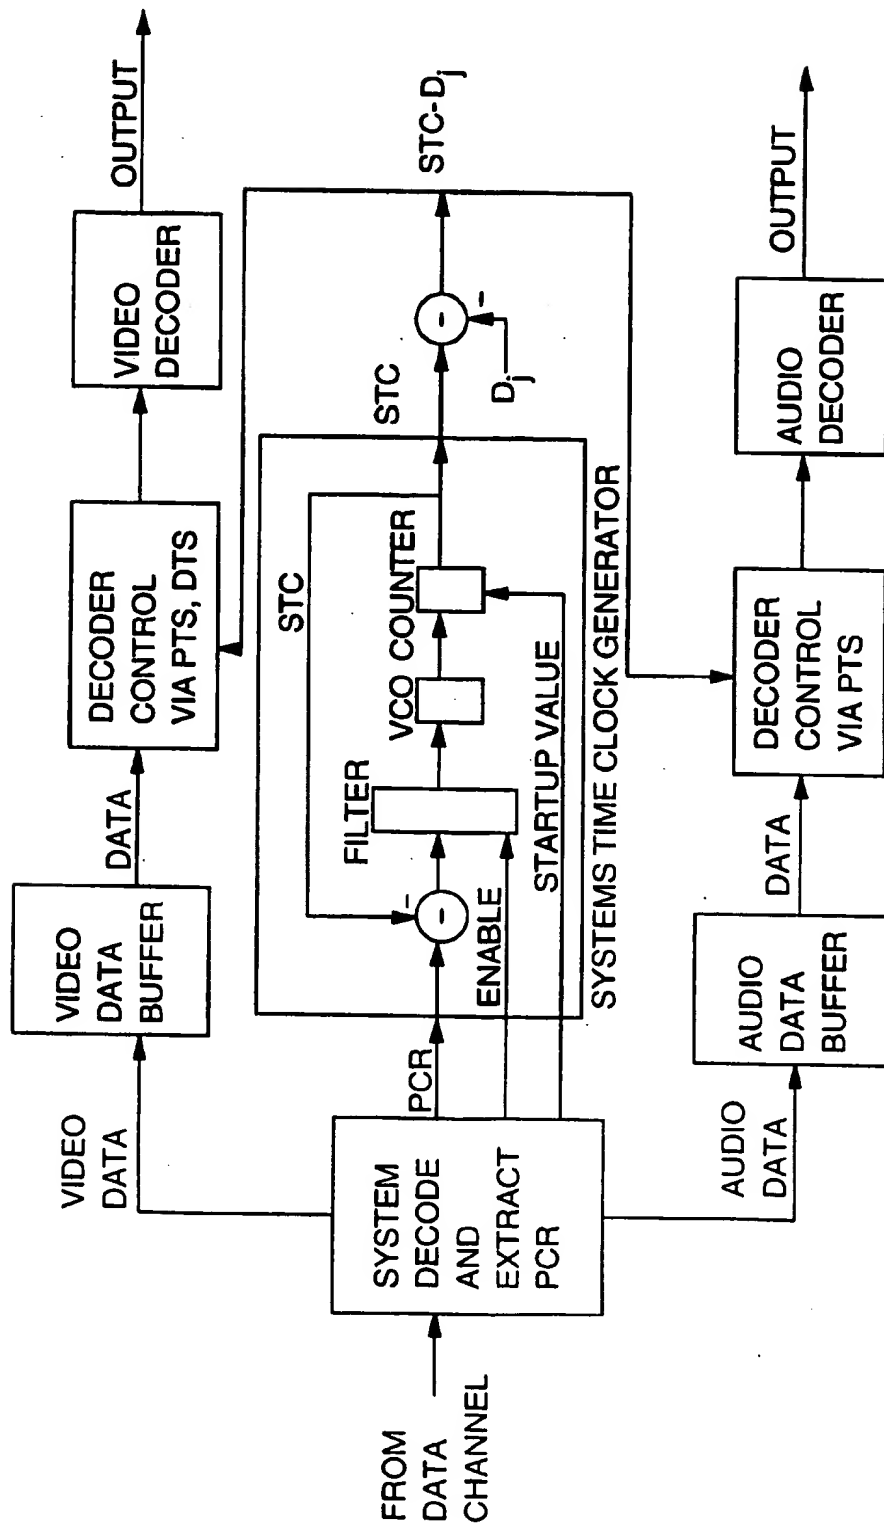 FROM
DATA
CHANNEL
SYSTEM
DECODE
AND
EXTRACT
PCR
VIDEO
DATA
VIDEO
DATA
BUFFER
DATA
DECODER
CONTROL
VIA PTS, DTS
VIDEO
DECODER
OUTPUT
PCR
ENABLE
STARTUP VALUE
-
-
FILTER
VCO COUNTER
STC
SYSTEMS TIME CLOCK GENERATOR
STC
-
-
Dj
STC-Dj
AUDIO
DATA
AUDIO
DATA
BUFFER
DATA
DECODER
CONTROL
VIA PTS
AUDIO
DECODER
OUTPUT